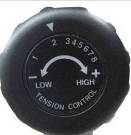 1 2 3 4 5 6 7 8
- +
LOW HIGH
TENSION CONTROL